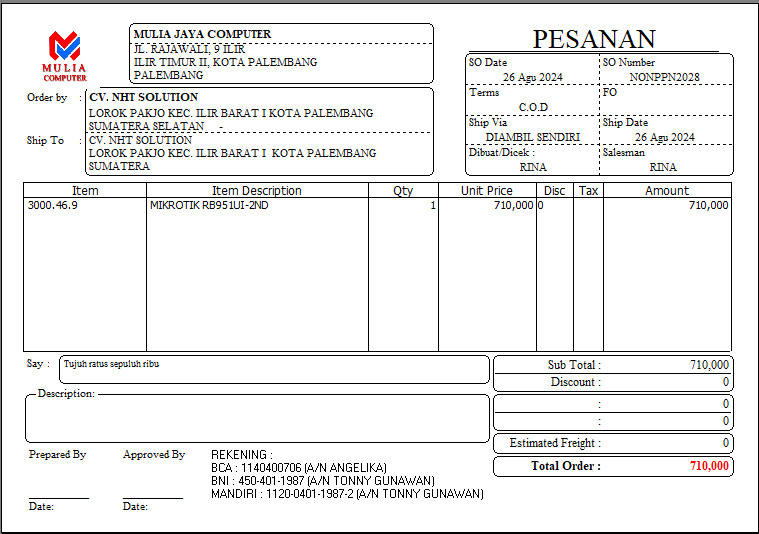 MULIA
COMPUTER
MULIA JAYA COMPUTER
JL. RAJAWALI, 9 ILIR
ILIR TIMUR II, KOTA PALEMBANG
PALEMBANG
PESANAN
Order by : CV. NHT SOLUTION
LOROK PAKJO KEC. ILIR BARAT I KOTA PALEMBANG
SUMATERA SELATAN -
Ship To : CV. NHT SOLUTION
LOROK PAKJO KEC. ILIR BARAT I KOTA PALEMBANG
SUMATERA
SO Date SO Number
26 Agu 2024 NONPPN2028
Terms FO
C.O.D
Ship Via Ship Date
DIAMBIL SENDIRI 26 Agu 2024
Dibuat/Dicek : Salesman
RINA RINA
Item Item Description Qty Unit Price Disc Tax Amount
3000.46.9 MIKROTIK RB951UI-2ND 1 710,000 0 710,000
Say : Tujuh ratus sepuluh ribu
Description:
Sub Total : 710,000
Discount : 0
: 0
: 0
Estimated Freight : 0
Total Order : 710,000
Prepared By Approved By
Date: Date:
REKENING :
BCA : 1140400706 (A/N ANGELIKA)
BNI : 450-401-1987 (A/N TONNY GUNAWAN)
MANDIRI : 1120-0401-1987-2 (A/N TONNY GUNAWAN)